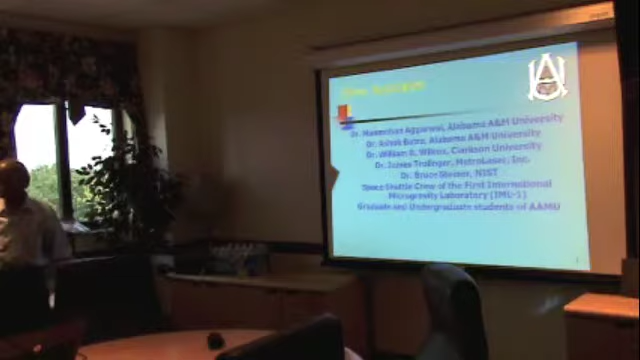 Dr. Aggarwal, Alabama A&M University
Dr. Ashok Batra, Alabama A&M University
Dr. William R. Wilcox, Clarkson University
Dr. James Trolinger, MetroLaser, Inc.
Dr. Bruce Steiner, NIST
Space Shuttle Crew of the First International
Microgravity Laboratory (IML-1)
Graduate and Undergraduate students of AAMU